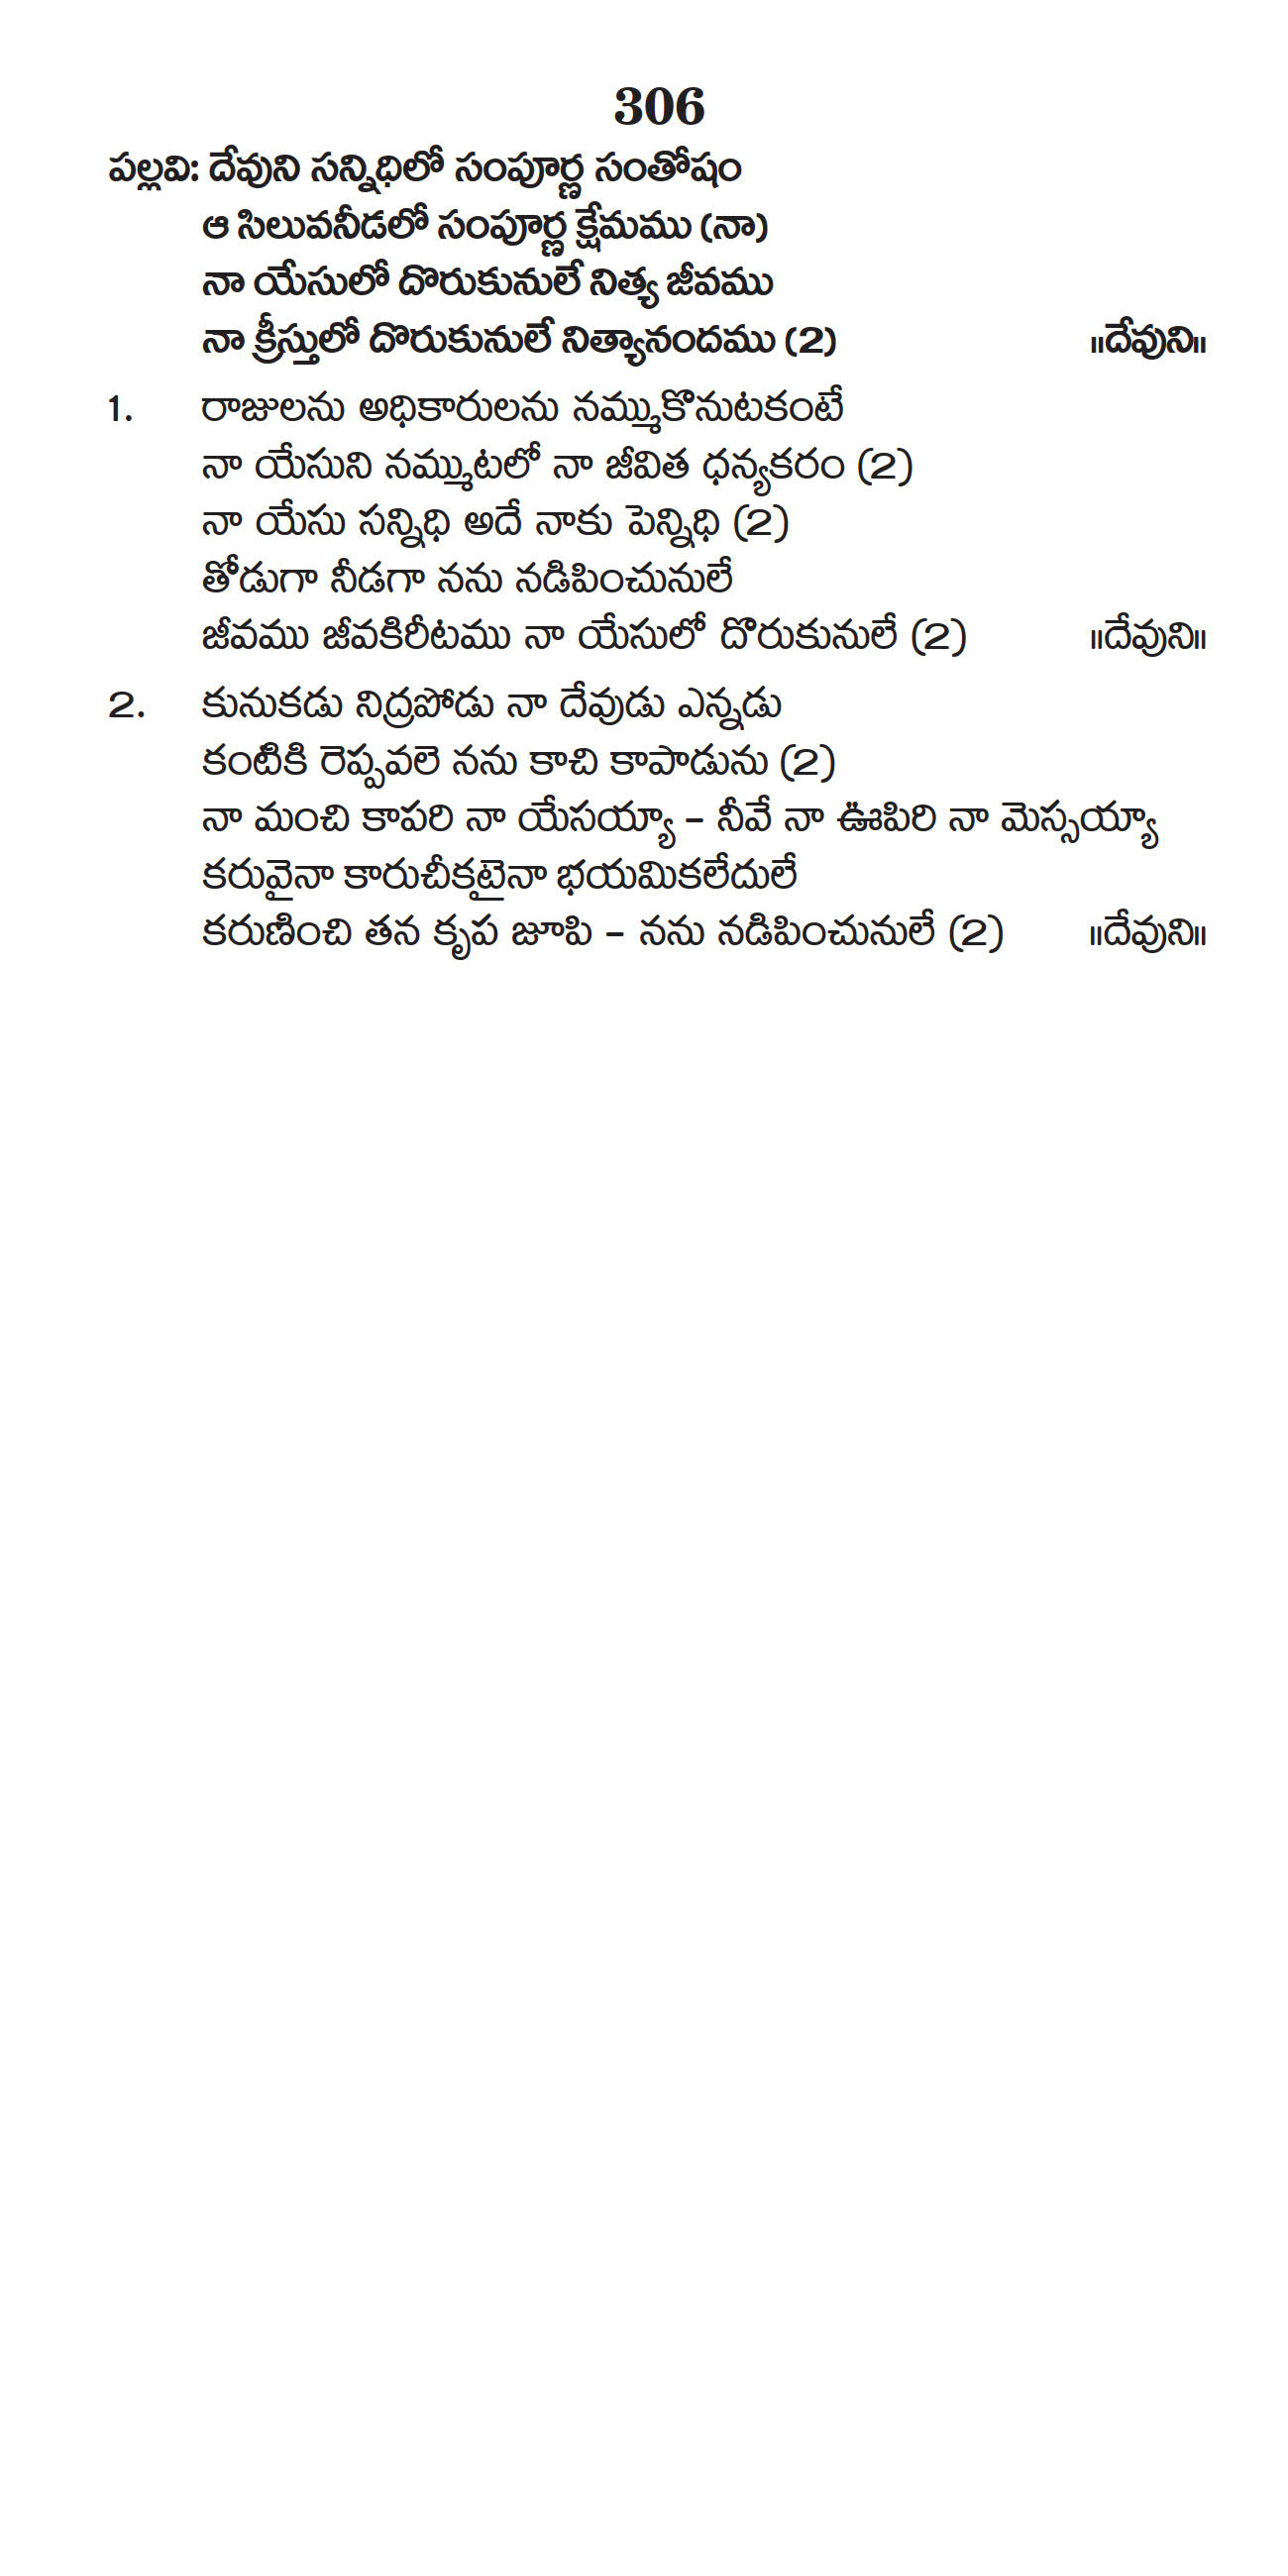 306
పల్లవి: దేవుని సన్నిధిలో సంపూర్ణ సంతోషం
ఆ సిలువనీడలో సంపూర్ణ క్షేమము (నా)
నా యేసులో దొరుకునులే నిత్య జీవము
నా క్రీస్తులో దొరుకునులే నిత్యానందము (2) ॥దేవుని॥
1. రాజులను అధికారులను నమ్ముకొనుటకంటే
నా యేసుని నమ్ముటలో నా జీవిత ధన్యకరం (2)
నా యేసు సన్నిధి అదే నాకు పెన్నిధి (2)
తోడుగా నీడగా నను నడిపించునులే
జీవము జీవకిరీటము నా యేసులో దొరుకునులే (2) ॥దేవుని॥
2. కునుకడు నిద్రపోడు నా దేవుడు ఎన్నడు
కంటికి రెప్పవలె నను కాచి కాపాడును (2)
నా మంచి కాపరి నా యేసయ్యా – నీవే నా ఊపిరి నా మెస్సయ్యా
కరువైనా కారుచీకటైనా భయమికలేదులే
కరుణించి తన కృప జూపి – నను నడిపించునులే (2) ॥దేవుని॥